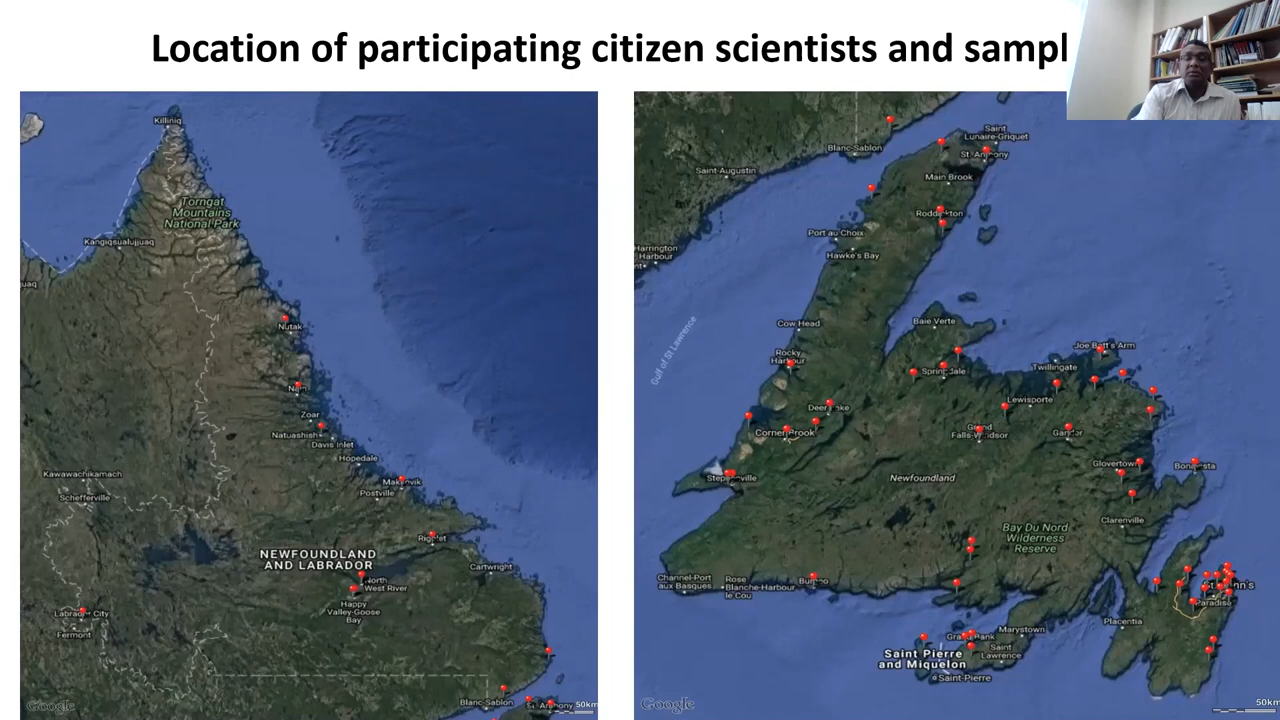 Location of participating citizen scientists and sampl
Killiniq
Torngat
Mountains
National Park
Kangiqsualujjuaq
uaq
Nutak
Nain
Zoar
Natuashish
Davis Inlet
Hopedale
Kawawachikamach
Schefferville
Makkovik
Postville
Rigolet
NEWFOUNDLAND
AND LABRADOR
Cartwright
North
West River
Happy
Valley-Goose
Bay
Labrador City
Fermont
Blanc-Sablon
St. Anthony
50km
Google
Saint
Lunaire-Griquet
Blanc-Sablon
St. Anthony
Saint-Augustin
Main Brook
Roddickton
Port au Choix
Harrington
Harbour
Hawke's Bay
Gulf of St Lawrence
Cow Head
Baie Verte
Rocky
Harbour
Joe Batt's Arm
Springdale
Twillingate
Deer Lake
Lewisporte
Corner Brook
Grand
Falls-Windsor
Gander
Stephenville
Newfoundland
Glovertown
Bonavista
Clarenville
Bay Du Nord
Wilderness
Reserve
Channel-Port
aux Basques
Rose
Blanche-Harbour
le Cou
Burgeo
St. John's
Paradise
Placentia
Grand Bank
Marystown
Saint Pierre
and Miquelon
Saint
Lawrence
Saint-Pierre
Google
50km